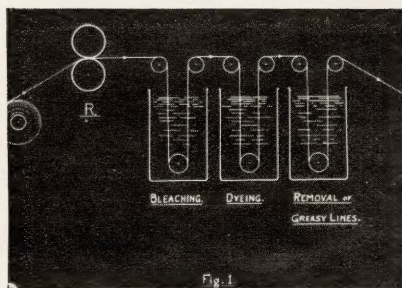 R.
BLEACHING. DYEING. REMOVAL OF
GREASY LINES.
Fig. 1